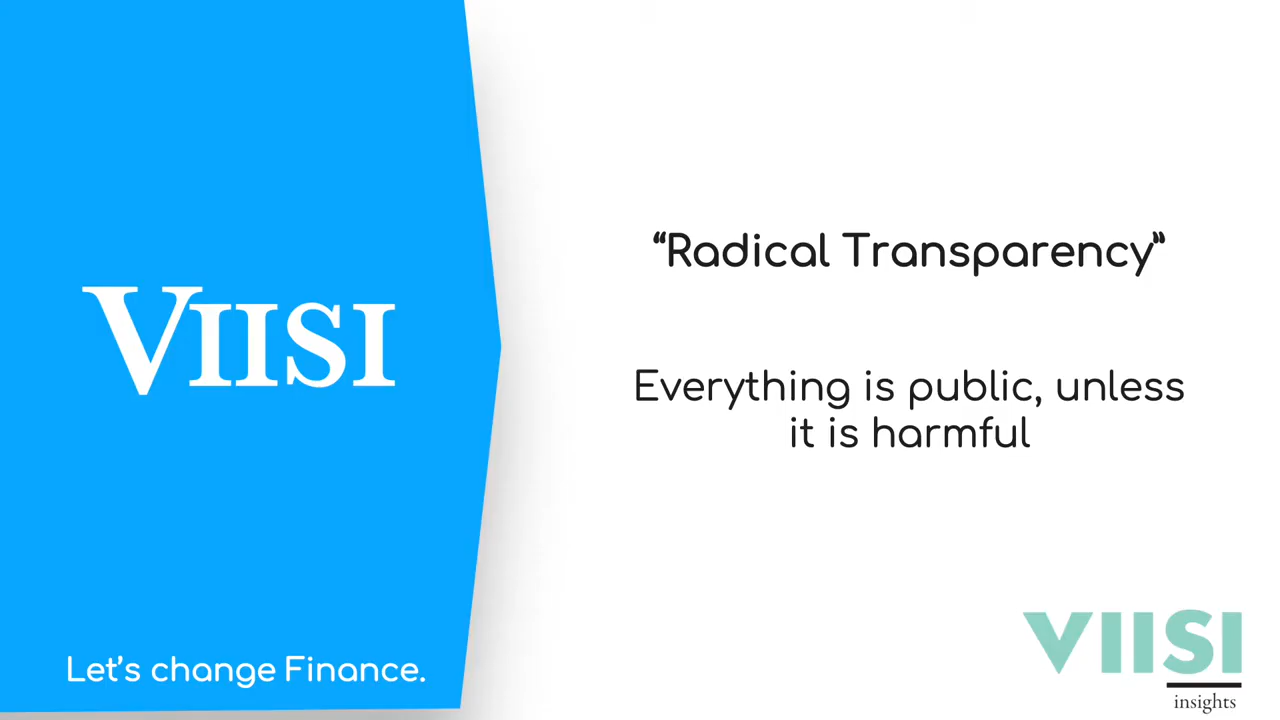 VIISI
Let's change Finance.
“Radical Transparency”
Everything is public, unless
it is harmful
VIISI
insights